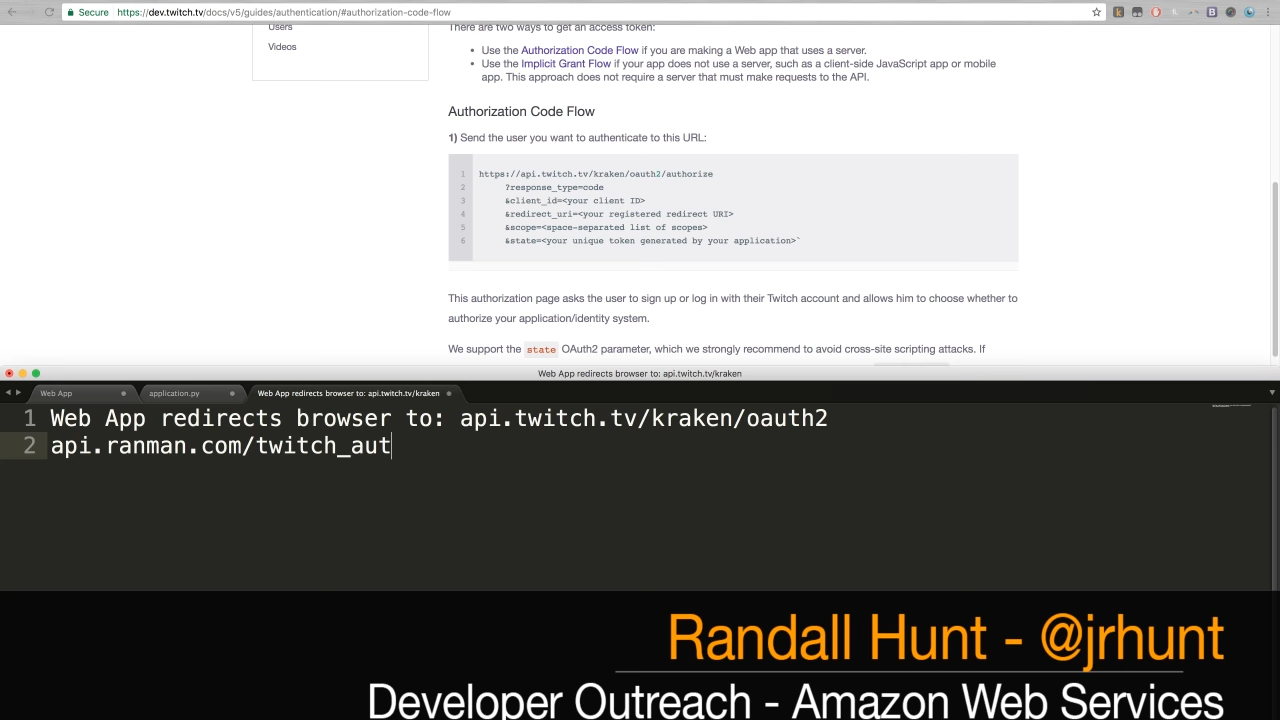 Secure https://dev.twitch.tv/docs/v5/guides/authentication/#authorization-code-flow
Users
Videos
There are two ways to get an access token:
• Use the Authorization Code Flow if you are making a Web app that uses a server.
• Use the Implicit Grant Flow if your app does not use a server, such as a client-side JavaScript app or mobile
app. This approach does not require a server that must make requests to the API.
Authorization Code Flow
1) Send the user you want to authenticate to this URL:
1 https://api.twitch.tv/kraken/oauth2/authorize
2 ?response_type=code
3 &client_id=<your client ID>
4 &redirect_uri=<your registered redirect URI>
5 &scope=<space-separated list of scopes>
6 &state=<your unique token generated by your application>`
This authorization page asks the user to sign up or log in with their Twitch account and allows him to choose whether to
authorize your application/identity system.
We support the state OAuth2 parameter, which we strongly recommend to avoid cross-site scripting attacks. If
Web App redirects browser to: api.twitch.tv/kraken
Web App application.py Web App redirects browser to: api.twitch.tv/kraken
1 Web App redirects browser to: api.twitch.tv/kraken/oauth2
2 api.ranman.com/twitch_aut
Randall Hunt - @jrhunt
Developer Outreach - Amazon Web Services